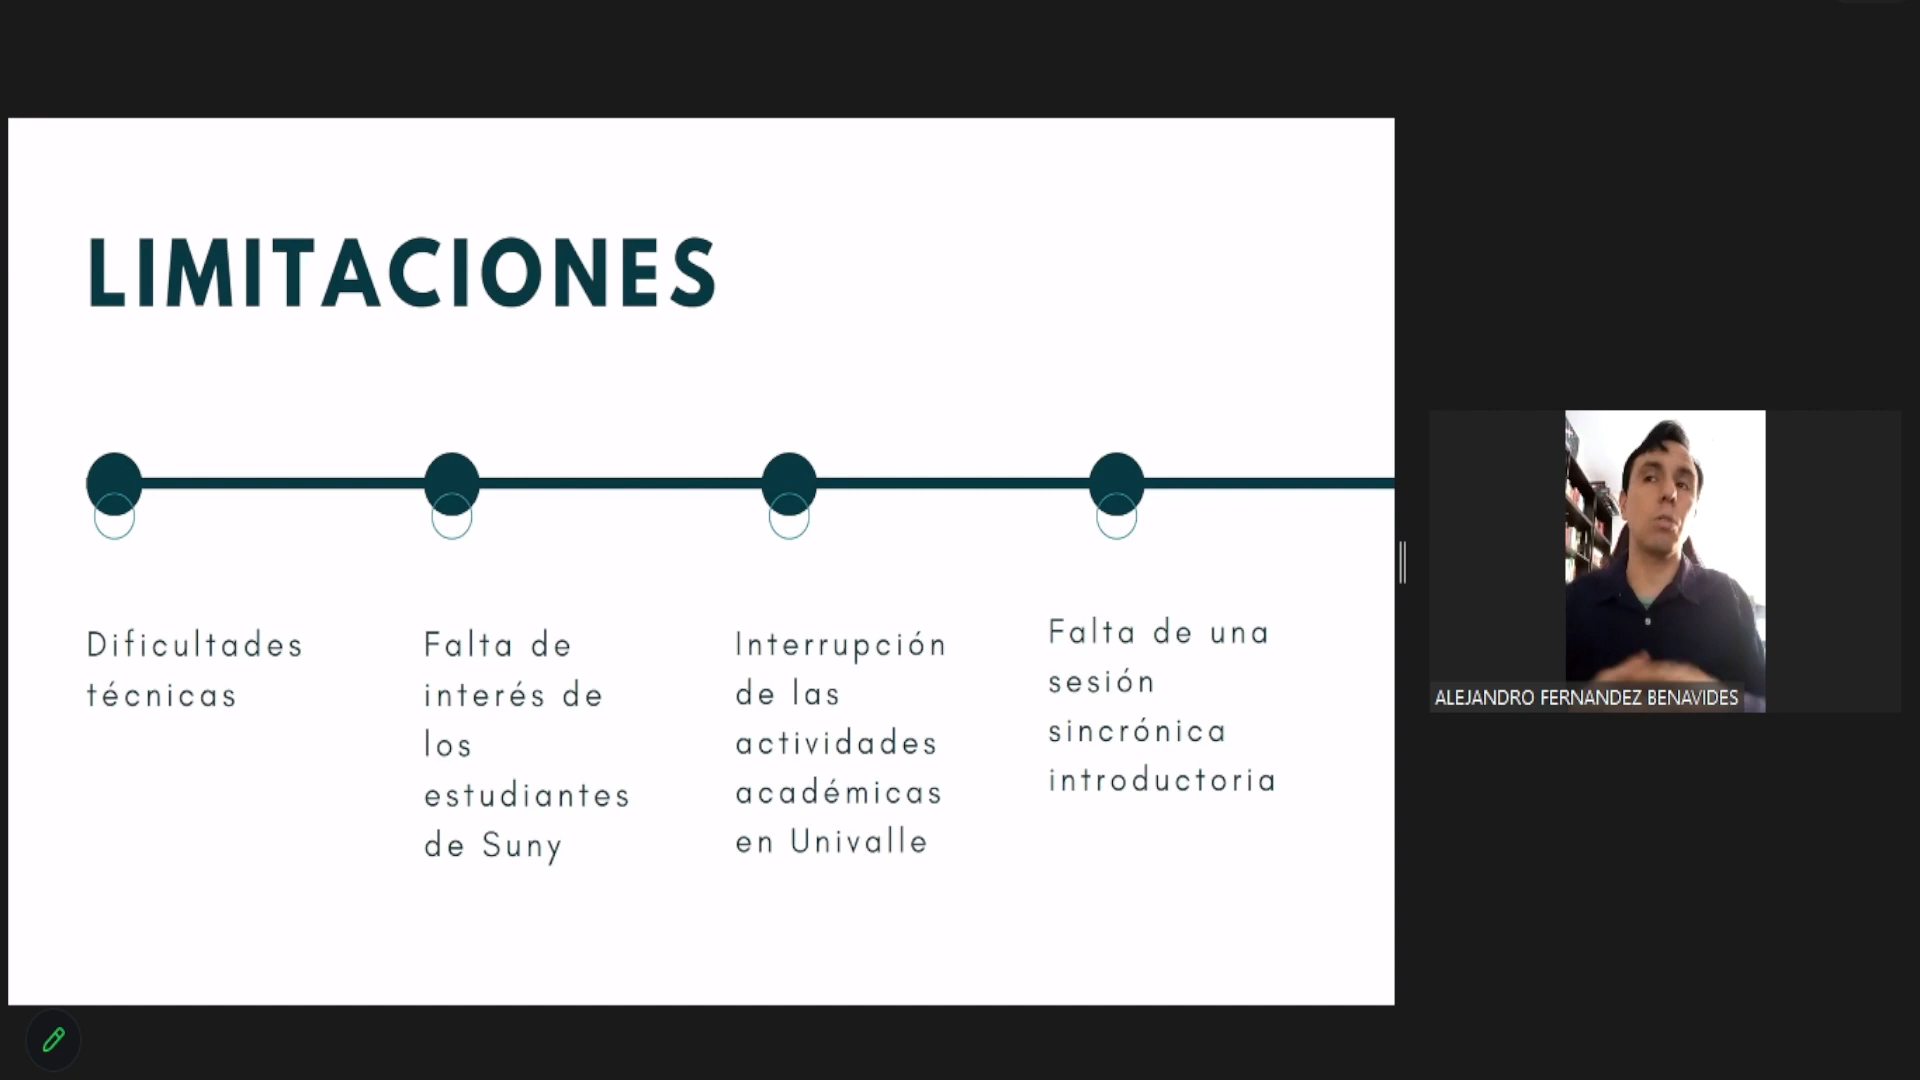 LIMITACIONES
Dificultades
técnicas
Falta de
interés de
los
estudiantes
de Suny
Interrupción
de las
actividades
académicas
en Univalle
Falta de una
sesión
sincrónica
introductoria
ALEJANDRO FERNANDEZ BENAVIDES